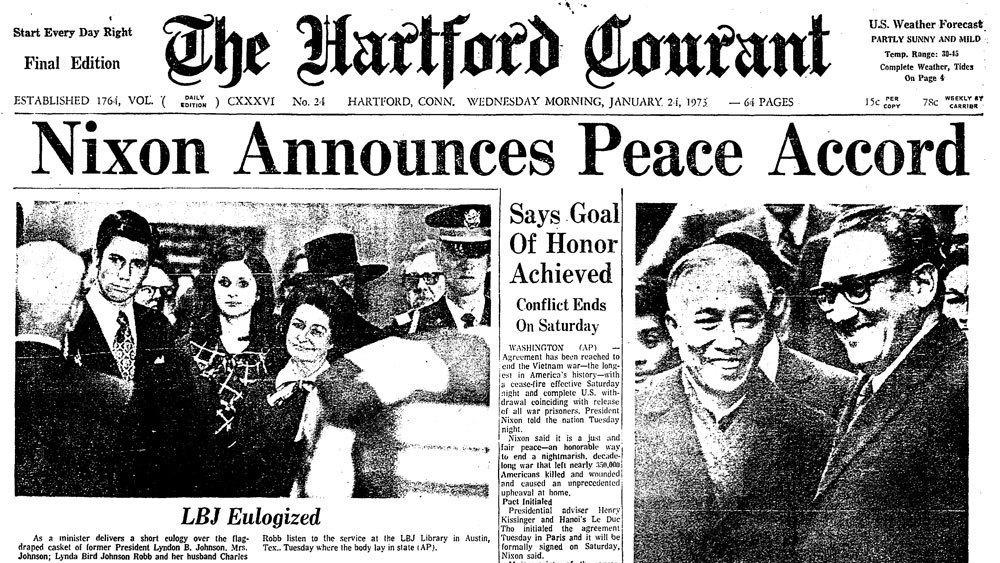 Start Every Day Right
Final Edition
The Hartford Courant
U.S. Weather Forecast
PARTLY SUNNY AND MILD
Temp. Range: 30-45
Complete Weather, Tides
On Page 4
ESTABLISHED 1764, VOL. ( DAILY EDITION ) CXXXVI No. 24 HARTFORD, CONN. WEDNESDAY MORNING, JANUARY 24, 1973 — 64 PAGES 15c PER COPY 78c WEEKLY BY CARRIER
Nixon Announces Peace Accord
LBJ Eulogized
As a minister delivers a short eulogy over the flag-
draped casket of former President Lyndon B. Johnson, Mrs.
Johnson; Lynda Bird Johnson Robb and her husband Charles
Robb listen to the service at the LBJ Library in Austin,
Tex., Tuesday where the body lay in state (AP).
Says Goal
Of Honor
Achieved
Conflict Ends
On Saturday
WASHINGTON (AP) —
Agreement has been reached to
end the Vietnam war—the long-
est in America's history—with
a cease-fire effective Saturday
night and complete U.S. with-
drawal coinciding with release
of all war prisoners, President
Nixon told the nation Tuesday
night.
Nixon said it is a just and
fair peace—an honorable way
to end a nightmarish, decade-
long war that left nearly 350,000
Americans killed and wounded
and caused an unprecedented
upheaval at home.
Pact Initialed
Presidential adviser Henry
Kissinger and Hanoi's Le Duc
Tho initialed the agreement
Tuesday in Paris and it will be
formally signed on Saturday,
Nixon said.